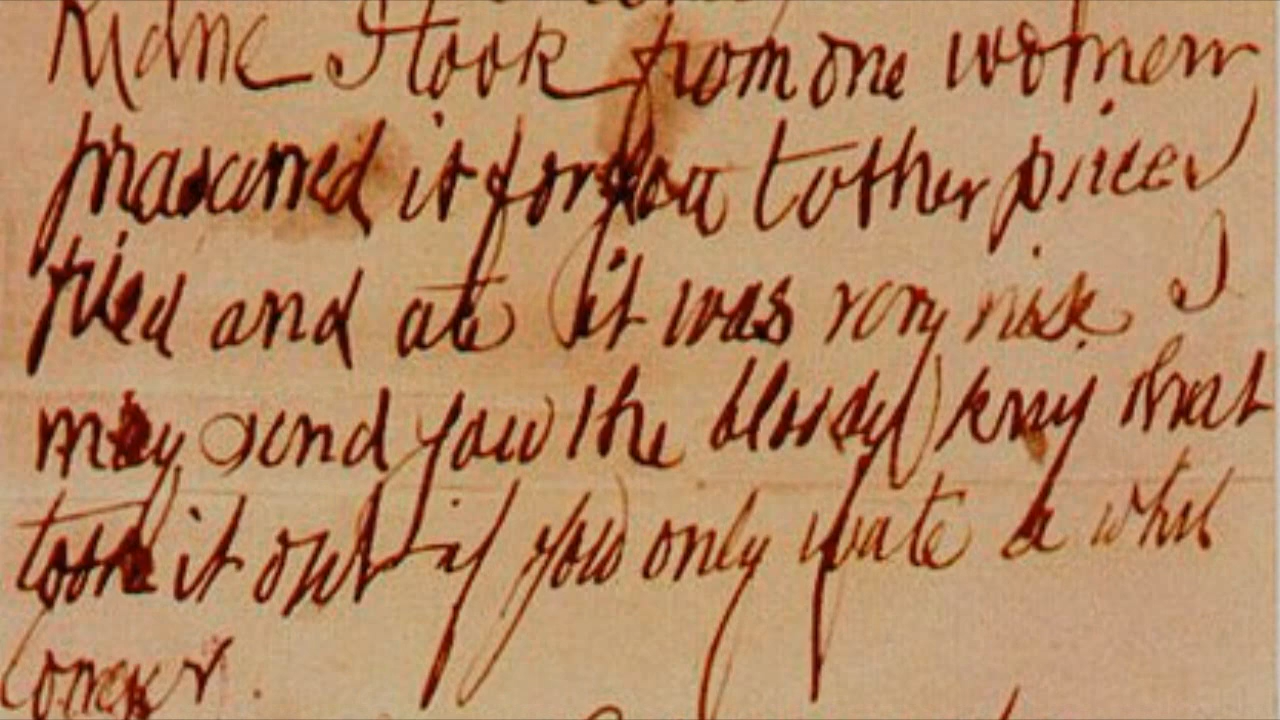 Kidne I took from one women
prasarved it for you tother piece I
fried and ate it was very nise. I
may send you the bloody knif that
took it out if you only wate a whil
longer.